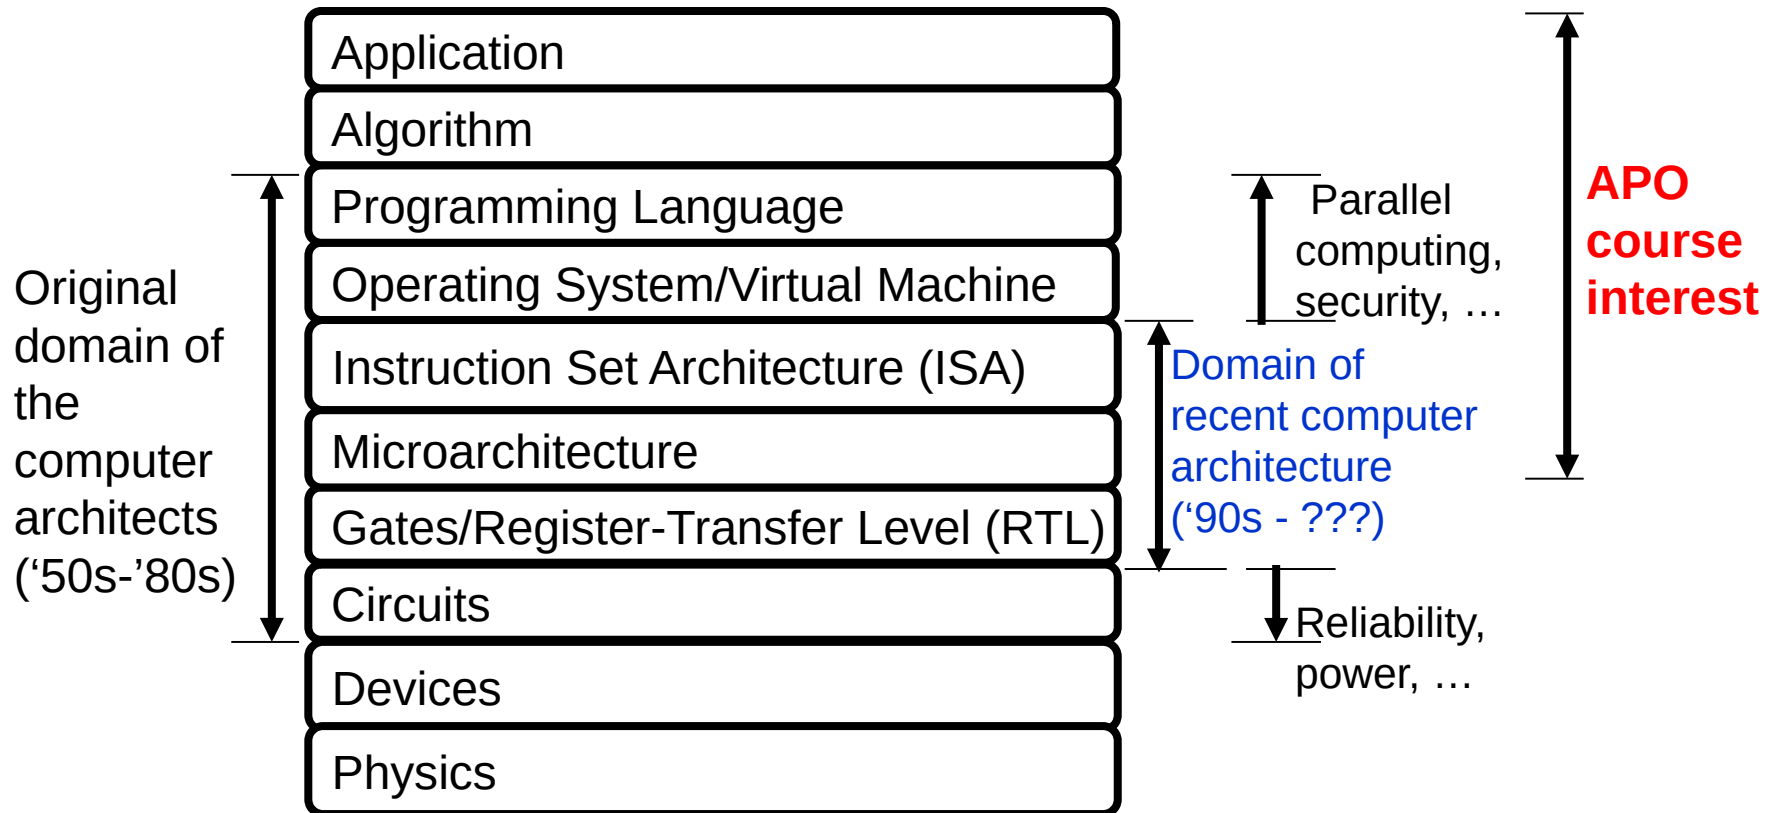 Application
Algorithm
Programming Language
Operating System/Virtual Machine
Instruction Set Architecture (ISA)
Microarchitecture
Gates/Register-Transfer Level (RTL)
Circuits
Devices
Physics
Original
domain of
the
computer
architects
(‘50s-’80s)
Parallel
computing,
security, …
Domain of
recent computer
architecture
(‘90s - ???)
Reliability,
power, …
APO
course
interest